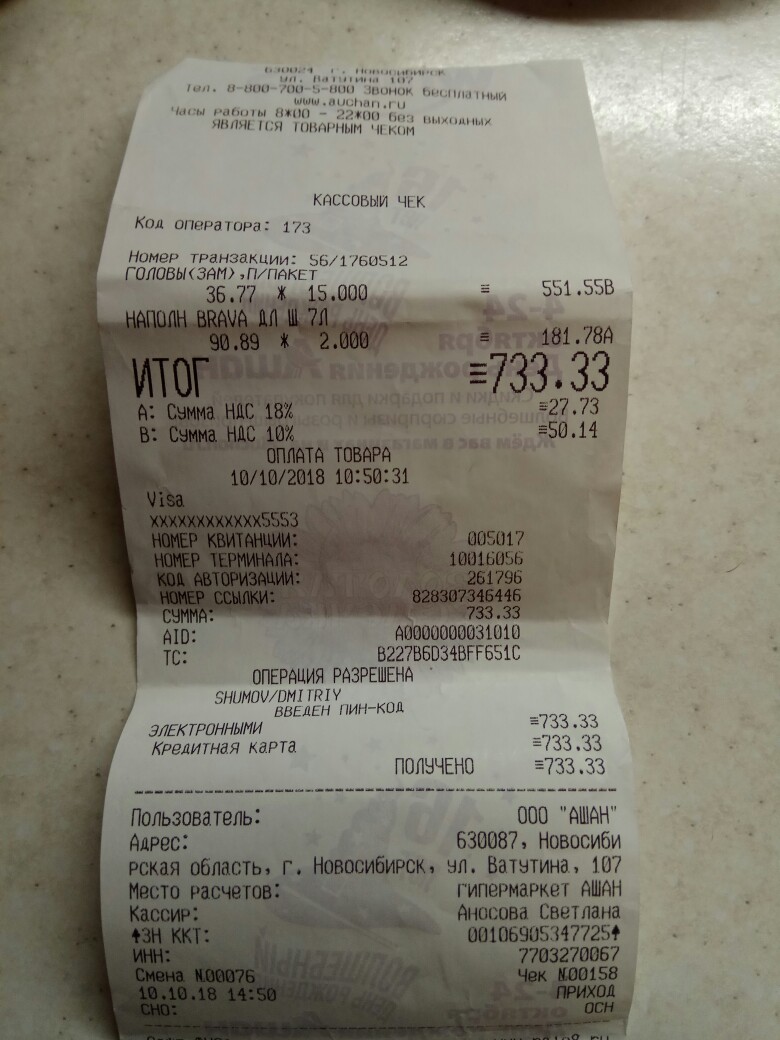 630024 г. Новосибирск
ул. Ватутина 107
Тел. 8-800-700-5-800 Звонок бесплатный
www.auchan.ru
Часы работы 8*00 - 22*00 без выходных
ЯВЛЯЕТСЯ ТОВАРНЫМ ЧЕКОМ
КАССОВЫЙ ЧЕК
Код оператора: 173
Номер транзакции: 56/1760512
ГОЛОВЫ(ЗАМ),П/ПАКЕТ
36.77 * 15.000 ≡ 551.55В
НАПОЛН BRAVA ДЛ Ш 7Л
90.89 * 2.000 ≡ 181.78А
ИТОГ ≡733.33
А: Сумма НДС 18% ≡27.73
В: Сумма НДС 10% ≡50.14
ОПЛАТА ТОВАРА
10/10/2018 10:50:31
Visa
xxxxxxxxxxxx5553
НОМЕР КВИТАНЦИИ: 005017
НОМЕР ТЕРМИНАЛА: 10016056
КОД АВТОРИЗАЦИИ: 261796
НОМЕР ССЫЛКИ: 828307346446
СУММА: 733.33
AID: A0000000031010
TC: B227B6D34BFF651C
ОПЕРАЦИЯ РАЗРЕШЕНА
SHUMOV/DMITRIY
ВВЕДЕН ПИН-КОД
ЭЛЕКТРОННЫМИ ≡733.33
Кредитная карта ≡733.33
ПОЛУЧЕНО ≡733.33
Пользователь: ООО "АШАН"
Адрес: 630087, Новосиби
рская область, г. Новосибирск, ул. Ватутина, 107
Место расчетов: гипермаркет АШАН
Кассир: Аносова Светлана
↑ЗН ККТ: 00106905347725↑
ИНН: 7703270067
Смена №00076 Чек №00158
10.10.18 14:50 ПРИХОД
СНО: ОСН